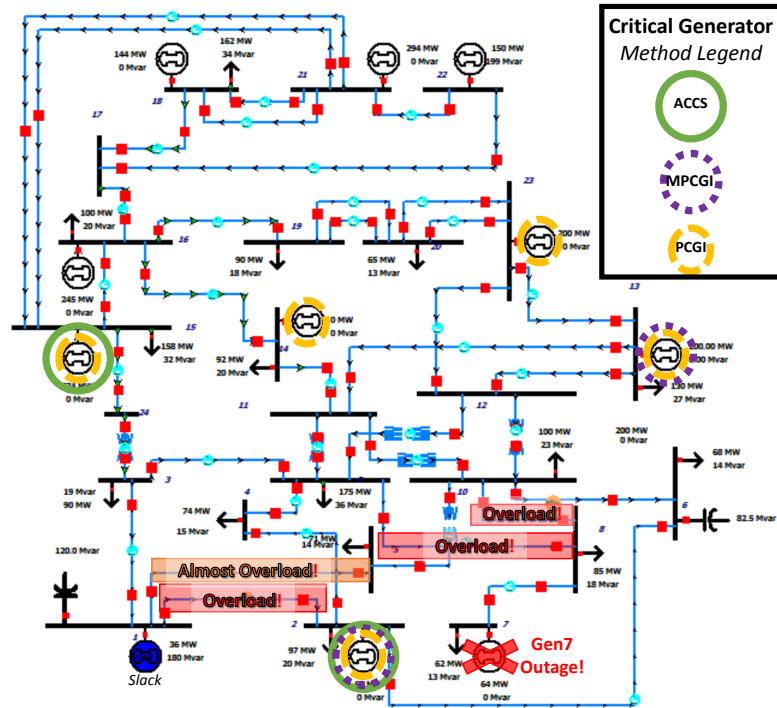 Critical Generator
Method Legend
ACCS
MPCGI
PCGI
144 MW
0 Mvar
162 MW
34 Mvar
294 MW
0 Mvar
150 MW
199 Mvar
18
21
22
17
23
100 MW
20 Mvar
16
19
20
90 MW
18 Mvar
65 MW
13 Mvar
200 MW
0 Mvar
245 MW
0 Mvar
15
158 MW
32 Mvar
0 MW
0 Mvar
14
92 MW
20 Mvar
13
130 MW
27 Mvar
0 Mvar
24
11
12
200 MW
0 Mvar
100 MW
23 Mvar
68 MW
14 Mvar
6
82.5 Mvar
3
19 Mvar
90 MW
4
74 MW
15 Mvar
175 MW
36 Mvar
10
71 MW
14 Mvar
5
8
85 MW
18 Mvar
Overload!
Overload!
Almost Overload!
Overload!
120.0 Mvar
1
36 MW
180 Mvar
Slack
2
97 MW
20 Mvar
0 Mvar
7
62 MW
13 Mvar
64 MW
0 Mvar
Gen7
Outage!